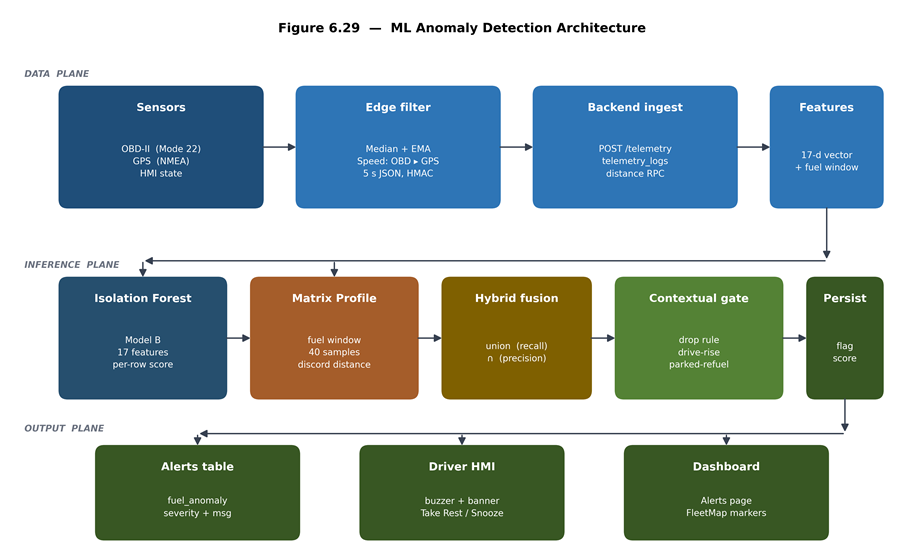 Figure 6.29 — ML Anomaly Detection Architecture
DATA PLANE
Sensors
OBD-II (Mode 22)
GPS (NMEA)
HMI state
Edge filter
Median + EMA
Speed: OBD ▸ GPS
5 s JSON, HMAC
Backend ingest
POST /telemetry
telemetry_logs
distance RPC
Features
17-d vector
+ fuel window
INFERENCE PLANE
Isolation Forest
Model B
17 features
per-row score
Matrix Profile
fuel window
40 samples
discord distance
Hybrid fusion
union (recall)
∩ (precision)
Contextual gate
drop rule
drive-rise
parked-refuel
Persist
flag
score
OUTPUT PLANE
Alerts table
fuel_anomaly
severity + msg
Driver HMI
buzzer + banner
Take Rest / Snooze
Dashboard
Alerts page
FleetMap markers